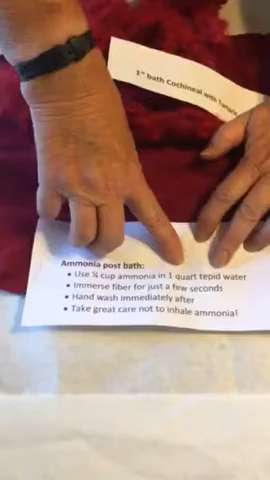 1st bath Cochineal with Tartaric
Ammonia post bath:
• Use ¼ cup ammonia in 1 quart tepid water
• Immerse fiber for just a few seconds
• Hand wash immediately after
• Take great care not to inhale ammonia!